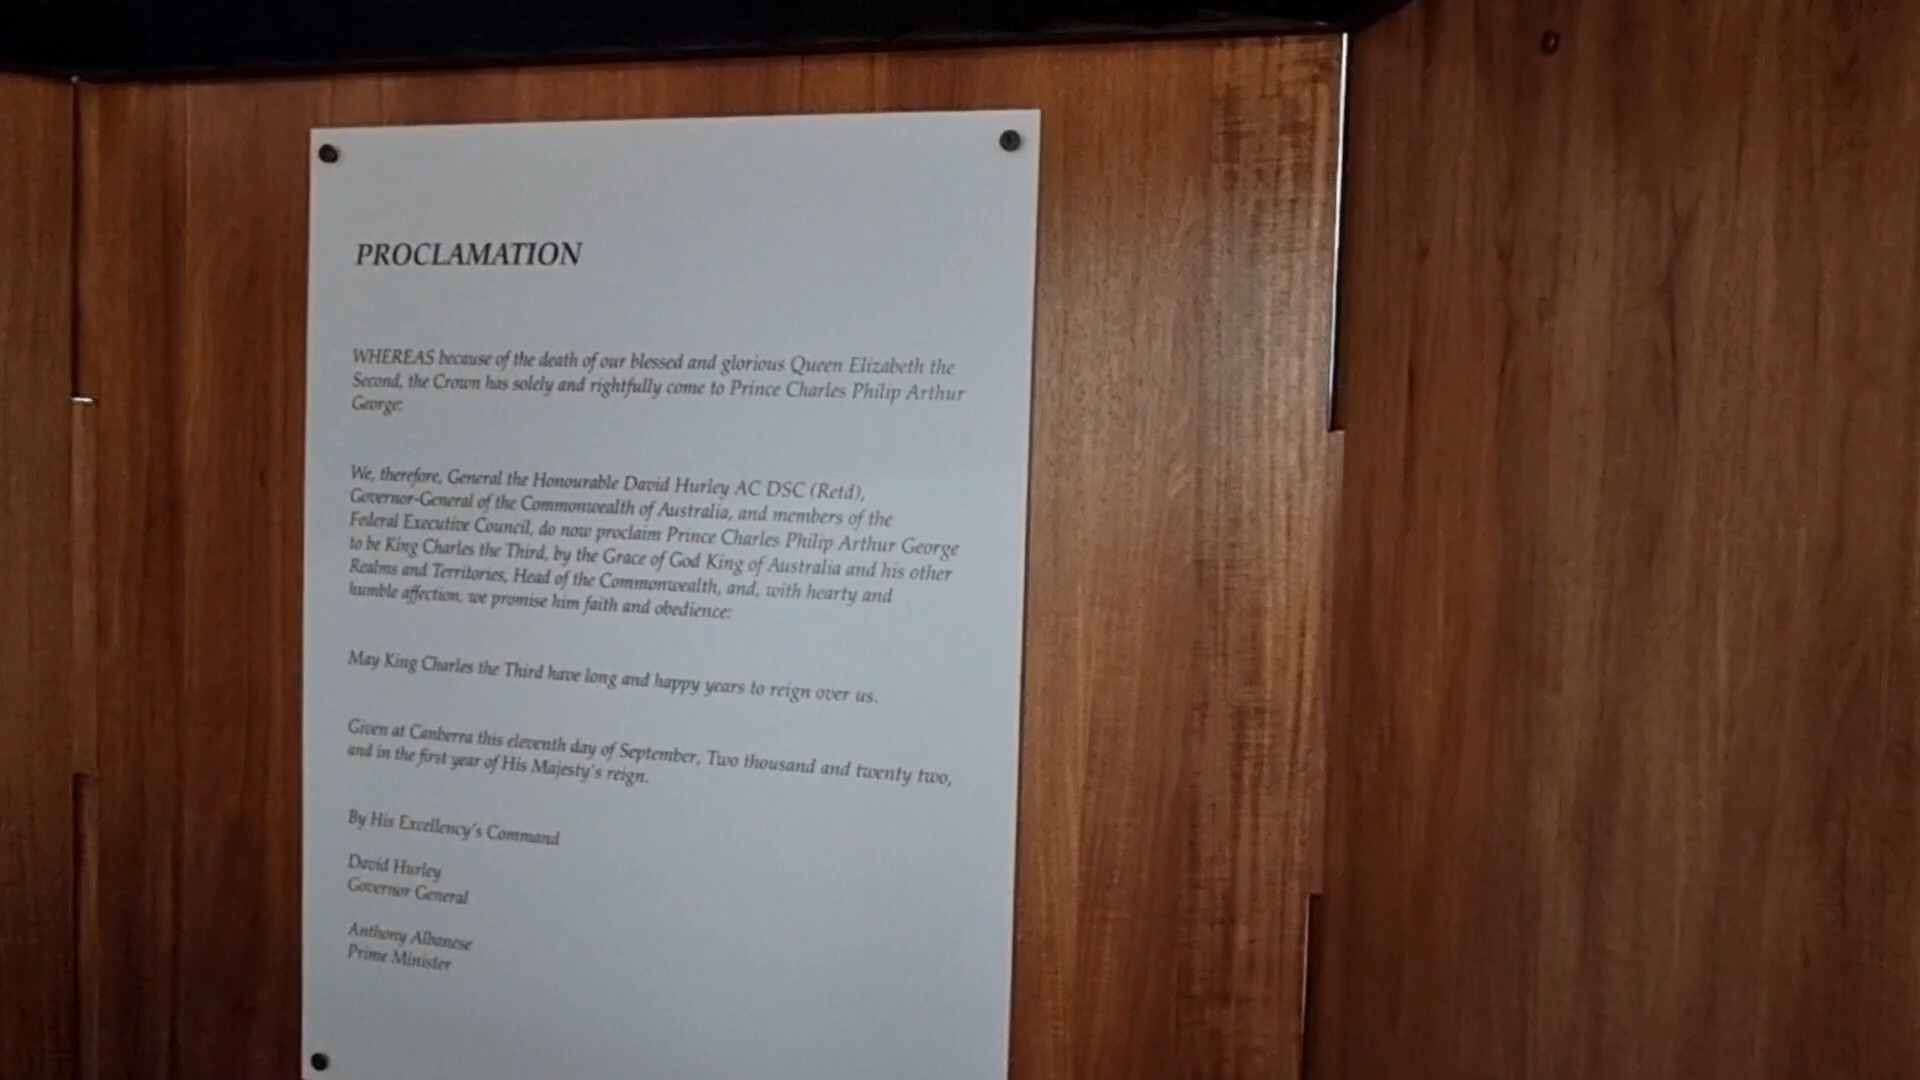 PROCLAMATION
WHEREAS because of the death of our blessed and glorious Queen Elizabeth the
Second, the Crown has solely and rightfully come to Prince Charles Philip Arthur
George:
We, therefore, General the Honourable David Hurley AC DSC (Retd),
Governor-General of the Commonwealth of Australia, and members of the
Federal Executive Council, do now proclaim Prince Charles Philip Arthur George
to be King Charles the Third, by the Grace of God King of Australia and his other
Realms and Territories, Head of the Commonwealth, and, with hearty and
humble affection, we promise him faith and obedience:
May King Charles the Third have long and happy years to reign over us.
Given at Canberra this eleventh day of September, Two thousand and twenty two,
and in the first year of His Majesty's reign.
By His Excellency's Command
David Hurley
Governor General
Anthony Albanese
Prime Minister